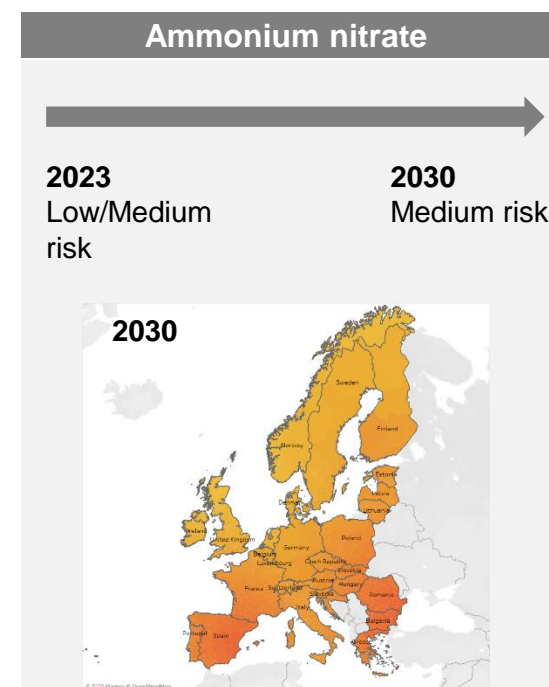 Ammonium nitrate
2023
Low/Medium
risk
2030
Medium risk
2030
Sweden
Finland
Norway
Estonia
Latvia
Lithuania
Denmark
Ireland
United Kingdom
Belgium
Luxembourg
Germany
Poland
Czech Republic
Slovakia
Austria
Hungary
France
Switzerland
Slovenia
Romania
Italy
Bulgaria
Portugal
Spain
Greece